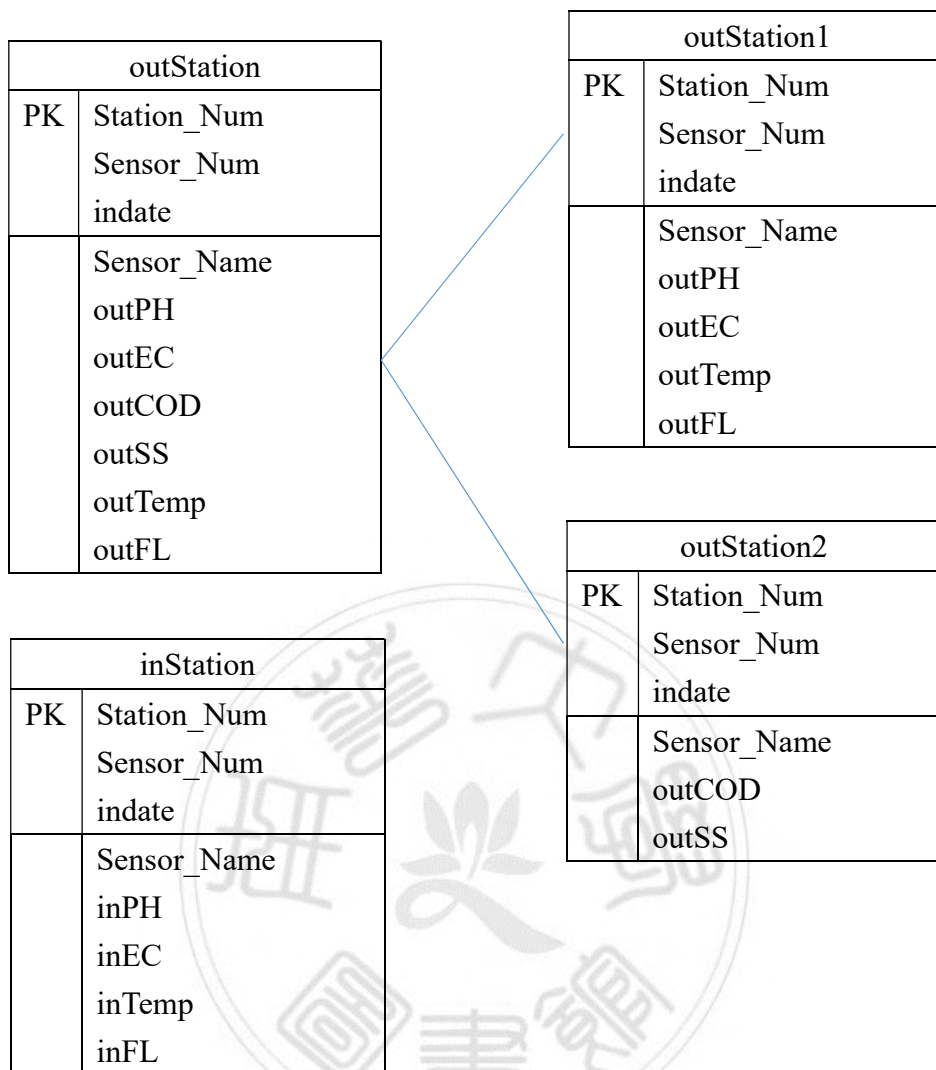 outStation
PK Station_Num
Sensor_Num
indate
Sensor_Name
outPH
outEC
outCOD
outSS
outTemp
outFL
outStation1
PK Station_Num
Sensor_Num
indate
Sensor_Name
outPH
outEC
outTemp
outFL
inStation
PK Station_Num
Sensor_Num
indate
Sensor_Name
inPH
inEC
inTemp
inFL
outStation2
PK Station_Num
Sensor_Num
indate
Sensor_Name
outCOD
outSS